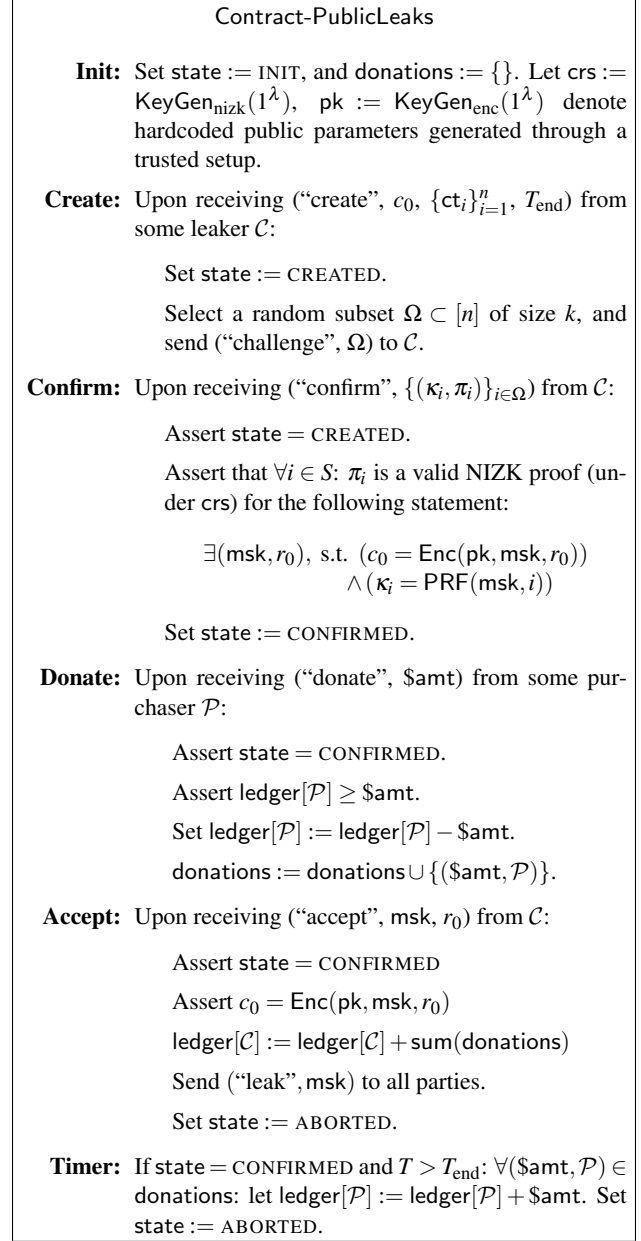 Contract-PublicLeaks
Init: Set state := INIT, and donations := {}. Let crs :=
KeyGen_nizk(1^λ), pk := KeyGen_enc(1^λ) denote
hardcoded public parameters generated through a
trusted setup.
Create: Upon receiving (“create”, c_0, {ct_i}_{i=1}^n, T_end) from
some leaker 𝒞:
Set state := CREATED.
Select a random subset Ω ⊂ [n] of size k, and
send (“challenge”, Ω) to 𝒞.
Confirm: Upon receiving (“confirm”, {(κ_i, π_i)}_{i∈Ω}) from 𝒞:
Assert state = CREATED.
Assert that ∀i ∈ S: π_i is a valid NIZK proof (un-
der crs) for the following statement:
∃(msk, r_0), s.t. (c_0 = Enc(pk, msk, r_0))
∧(κ_i = PRF(msk, i))
Set state := CONFIRMED.
Donate: Upon receiving (“donate”, $amt) from some pur-
chaser 𝒫:
Assert state = CONFIRMED.
Assert ledger[𝒫] ≥ $amt.
Set ledger[𝒫] := ledger[𝒫] − $amt.
donations := donations ∪ {($amt, 𝒫)}.
Accept: Upon receiving (“accept”, msk, r_0) from 𝒞:
Assert state = CONFIRMED
Assert c_0 = Enc(pk, msk, r_0)
ledger[𝒞] := ledger[𝒞] + sum(donations)
Send (“leak”, msk) to all parties.
Set state := ABORTED.
Timer: If state = CONFIRMED and T > T_end: ∀($amt, 𝒫) ∈
donations: let ledger[𝒫] := ledger[𝒫] + $amt. Set
state := ABORTED.